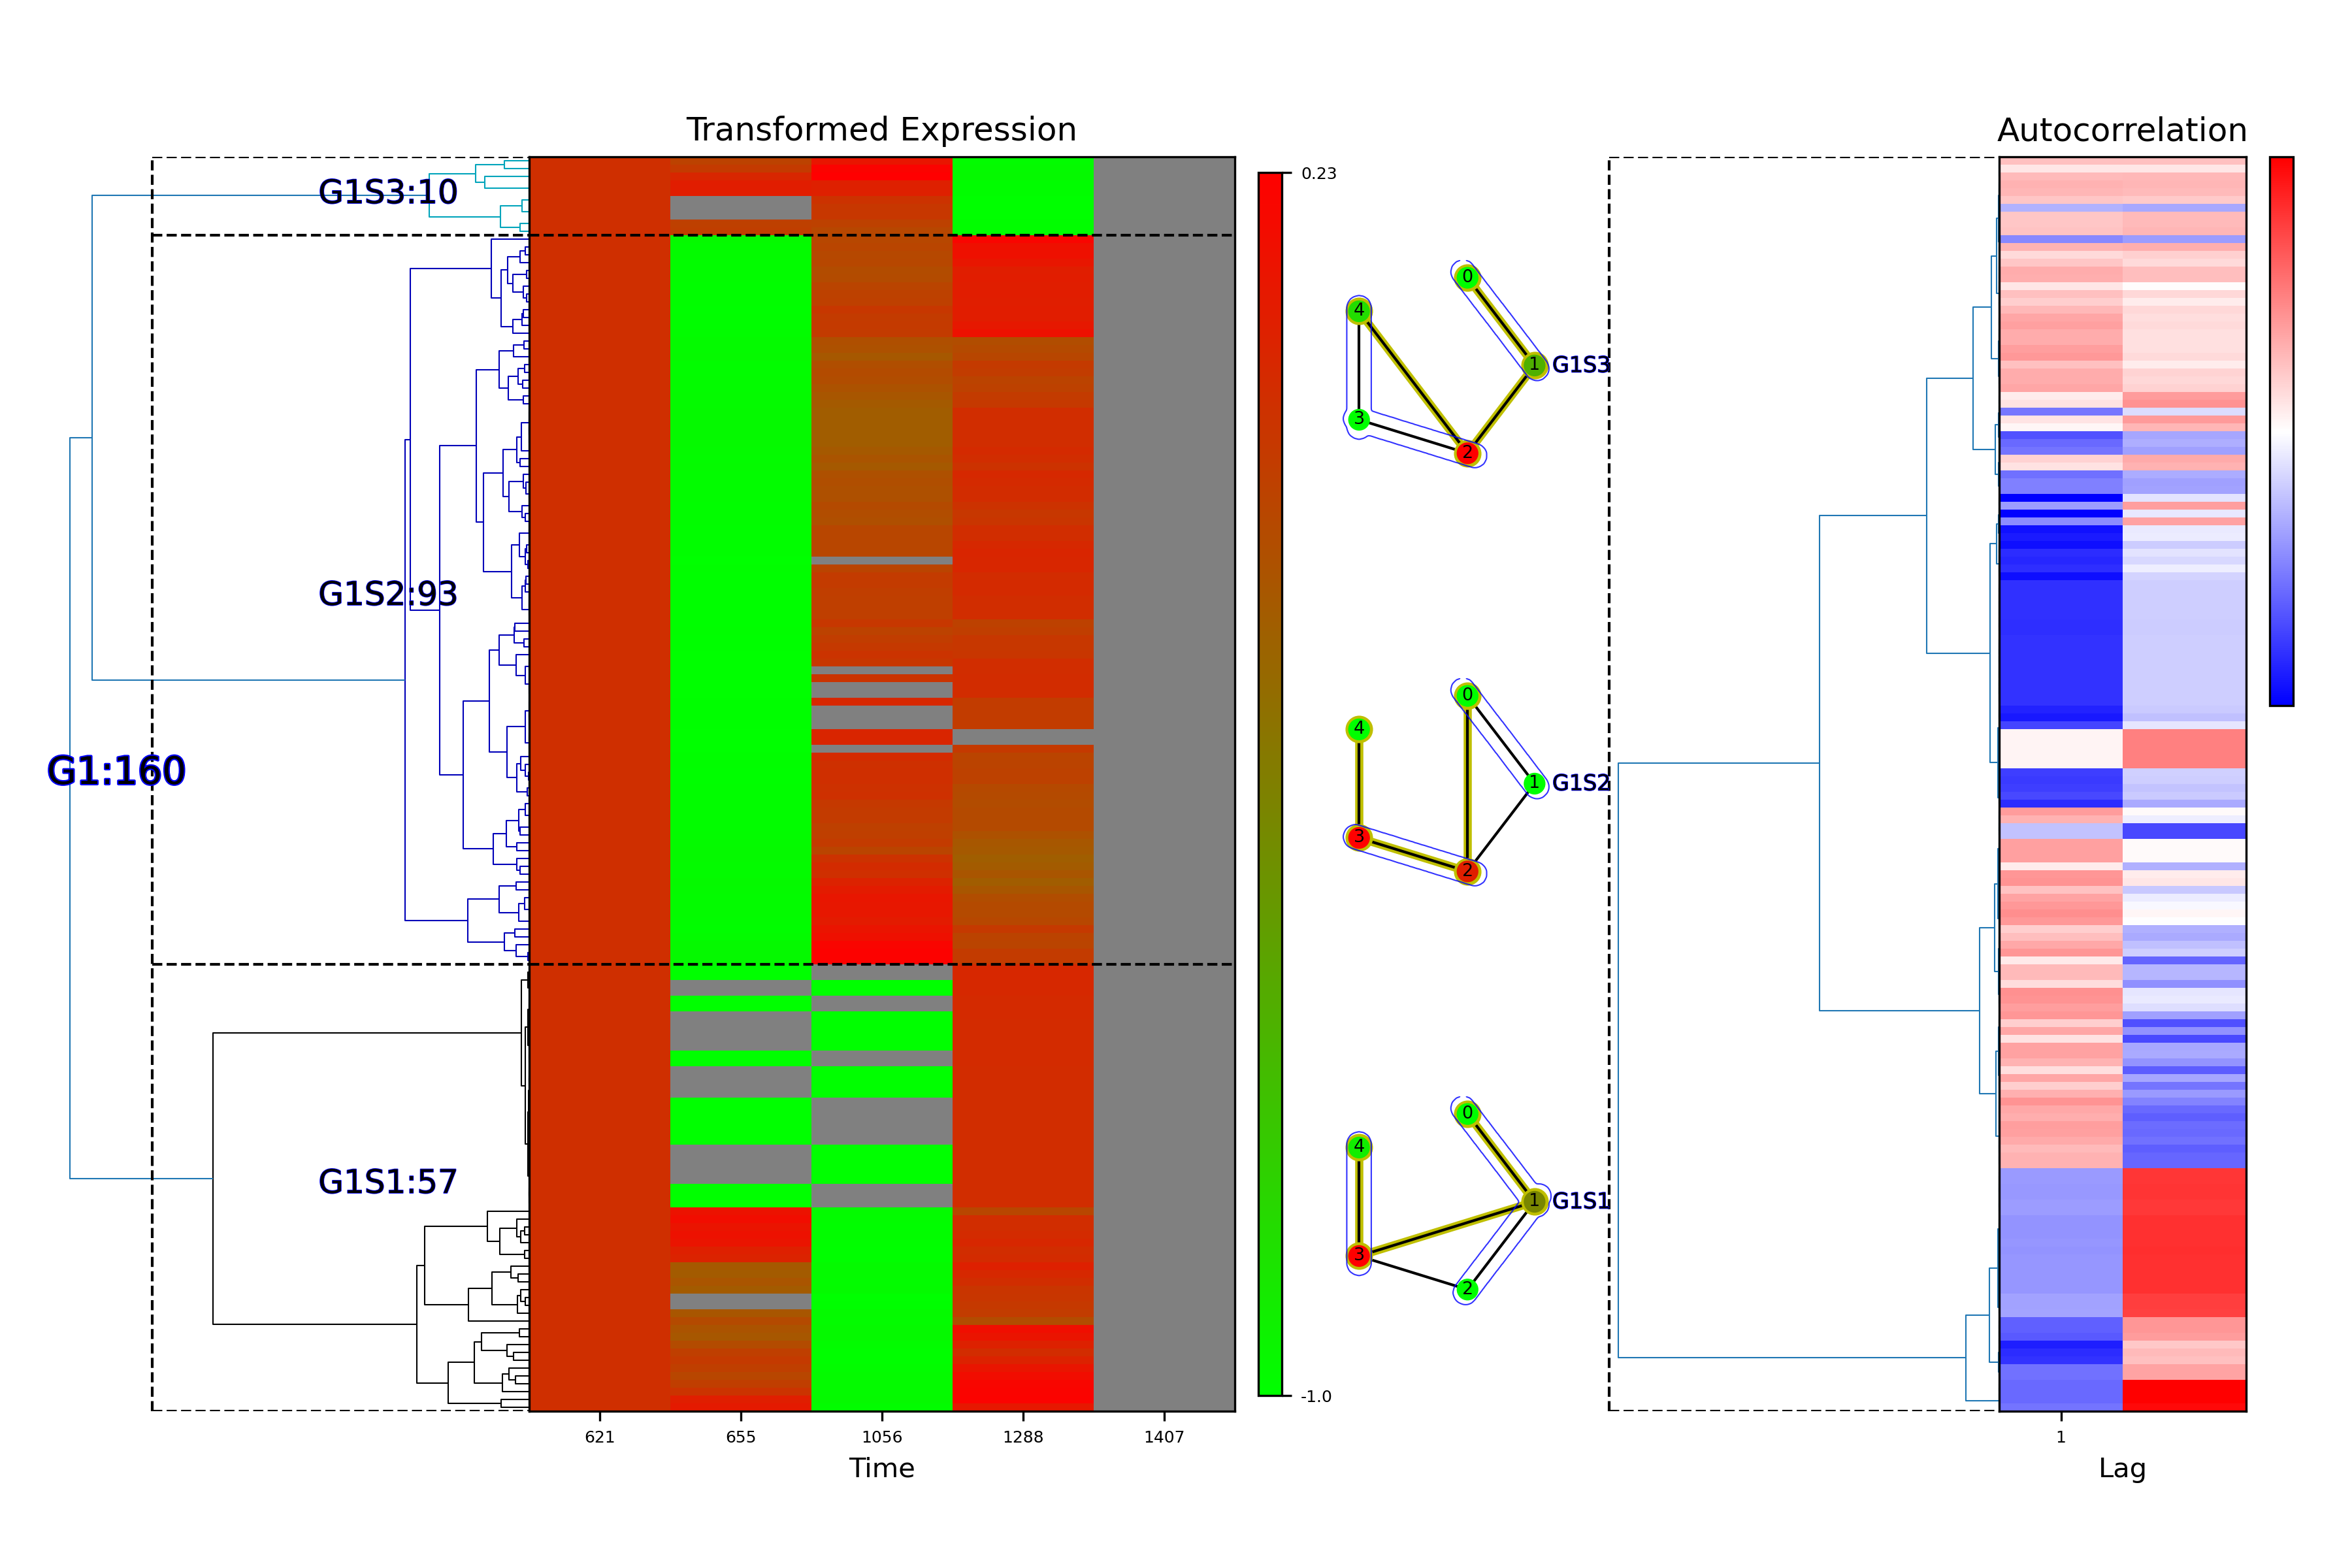 Transformed Expression
Autocorrelation
G1S3:10
G1S2:93
G1:160
G1S1:57
0.23
-1.0
0
4
1
G1S3
3
2
0
4
1
G1S2
3
2
0
4
1
G1S1
3
2
621
655
1056
1288
1407
Time
1
Lag